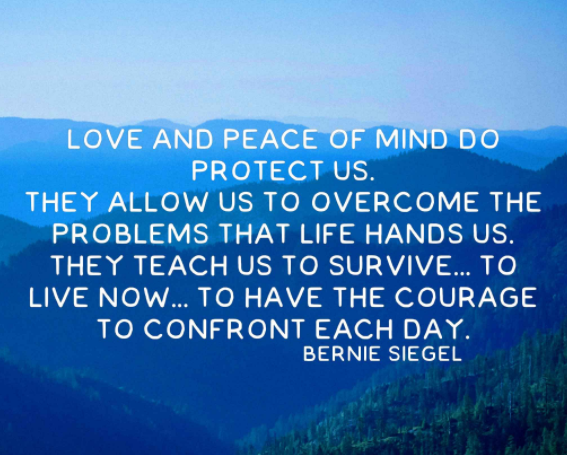 LOVE AND PEACE OF MIND DO
PROTECT US.
THEY ALLOW US TO OVERCOME THE
PROBLEMS THAT LIFE HANDS US.
THEY TEACH US TO SURVIVE... TO
LIVE NOW... TO HAVE THE COURAGE
TO CONFRONT EACH DAY.
BERNIE SIEGEL